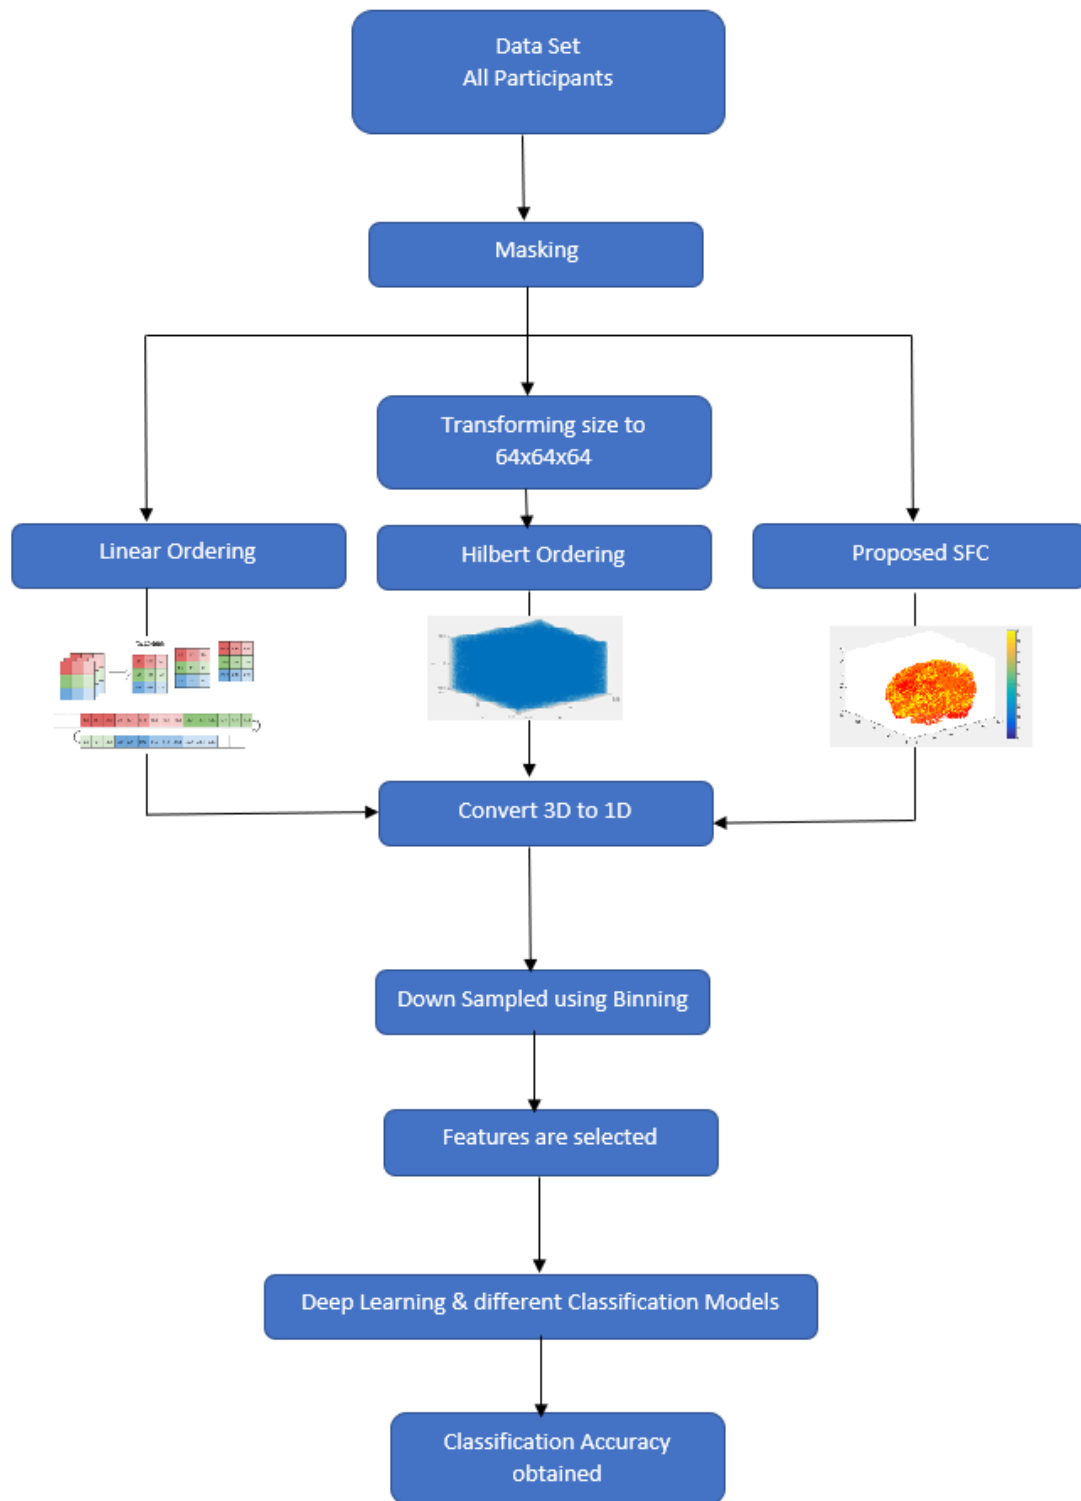 Data Set
All Participants
Masking
Transforming size to
64x64x64
Linear Ordering
Hilbert Ordering
Proposed SFC
Convert 3D to 1D
Down Sampled using Binning
Features are selected
Deep Learning & different Classification Models
Classification Accuracy
obtained